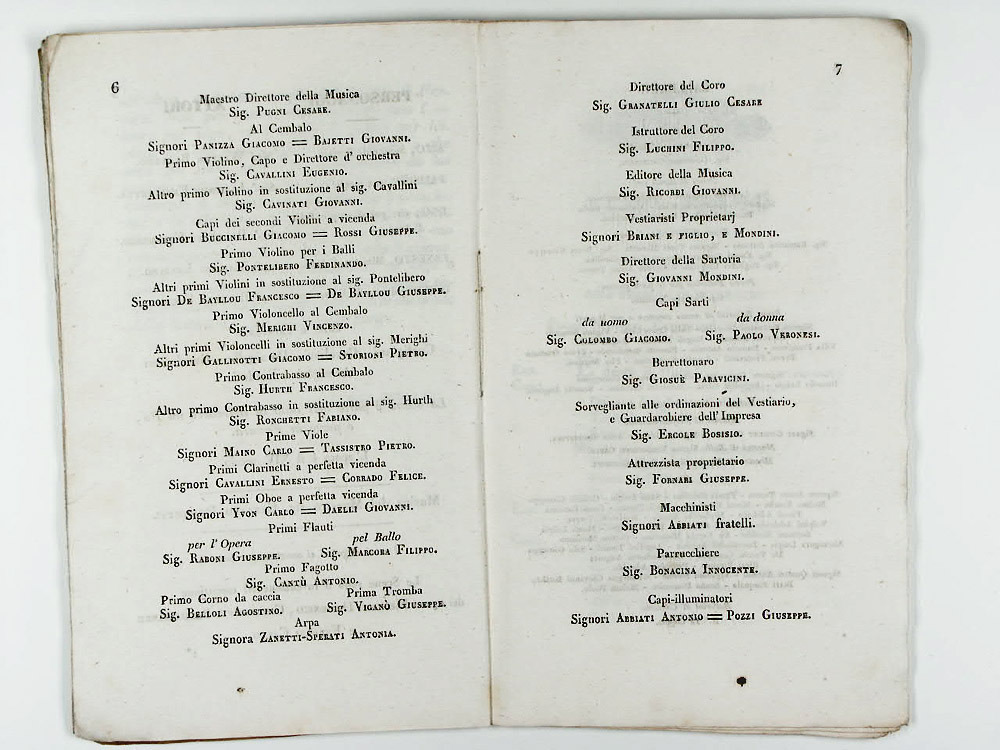 6
Maestro Direttore della Musica
Sig. Pugni Cesare.
Al Cembalo
Signori Panizza Giacomo = Bajetti Giovanni.
Primo Violino, Capo e Direttore d' orchestra
Sig. Cavallini Eugenio.
Altro primo Violino in sostituzione al sig. Cavallini
Sig. Cavinati Giovanni.
Capi dei secondi Violini a vicenda
Signori Buccinelli Giacomo = Rossi Giuseppe.
Primo Violino per i Balli
Sig. Pontelibero Ferdinando.
Altri primi Violini in sostituzione al sig. Pontelibero
Signori De Bayllou Francesco = De Bayllou Giuseppe.
Primo Violoncello al Cembalo
Sig. Merighi Vincenzo.
Altri primi Violoncelli in sostituzione al sig. Merighi
Signori Gallinotti Giacomo = Storioni Pietro.
Primo Contrabasso al Cembalo
Sig. Hurth Francesco.
Altro primo Contrabasso in sostituzione al sig. Hurth
Sig. Ronchetti Fabiano.
Prime Viole
Signori Maino Carlo = Tassistro Pietro.
Primi Clarinetti a perfetta vicenda
Signori Cavallini Ernesto = Corrado Felice.
Primi Oboe a perfetta vicenda
Signori Yvon Carlo = Daelli Giovanni.
Primi Flauti
per l' Opera pel Ballo
Sig. Raboni Giuseppe. Sig. Marcora Filippo.
Primo Fagotto
Sig. Cantù Antonio.
Primo Corno da caccia Prima Tromba
Sig. Belloli Agostino. Sig. Viganò Giuseppe.
Arpa
Signora Zanetti-Sperati Antonia.
7
Direttore del Coro
Sig. Granatelli Giulio Cesare
Istruttore del Coro
Sig. Luchini Filippo.
Editore della Musica
Sig. Ricordi Giovanni.
Vestiaristi Proprietarj
Signori Briani e figlio, e Mondini.
Direttore della Sartoria
Sig. Giovanni Mondini.
Capi Sarti
da uomo da donna
Sig. Colombo Giacomo. Sig. Paolo Veronesi.
Berrettonaro
Sig. Giosuè Paravicini.
Sorvegliante alle ordinazioni del Vestiario,
e Guardarobiere dell' Impresa
Sig. Ercole Bosisio.
Attrezzista proprietario
Sig. Fornari Giuseppe.
Macchinisti
Signori Abbiati fratelli.
Parrucchiere
Sig. Bonacina Innocente.
Capi-illuminatori
Signori Abbiati Antonio = Pozzi Giuseppe.